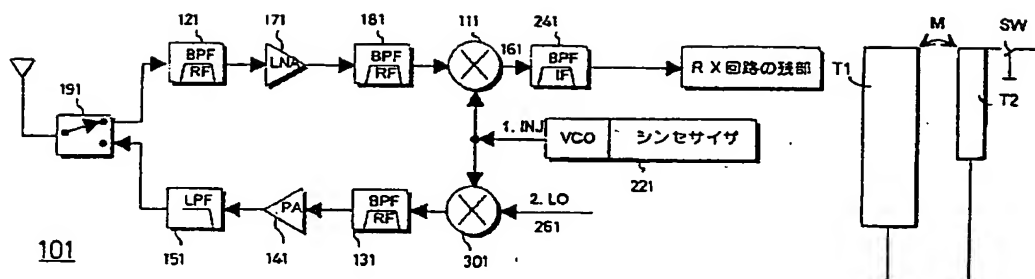 121
171
181
111
241
BPF
RF
LNA
BPF
RF
161
BPF
IF
RX回路の残部
191
1. INJ
VCO
シンセサイザ
221
LPF
PA
BPF
RF
2. LO
261
151
141
131
301
101
M
SW
T1
T2